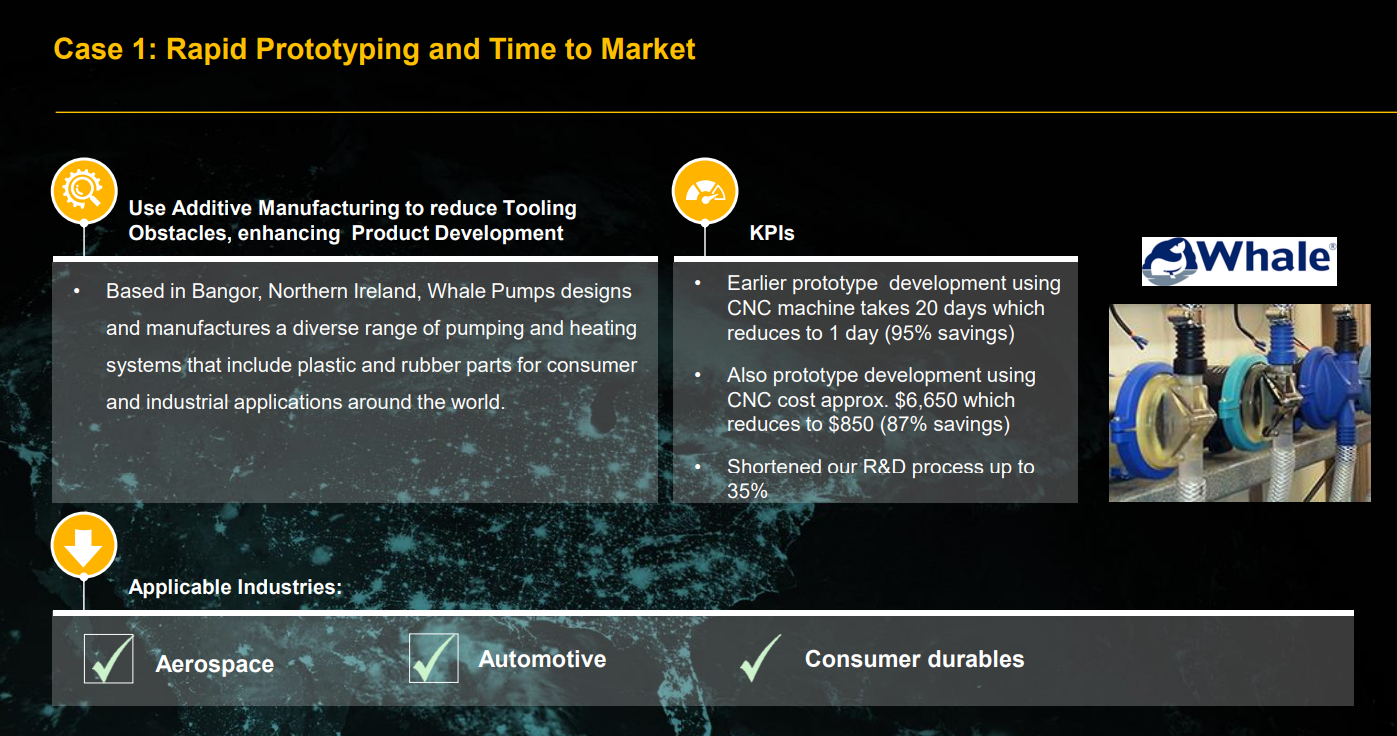 Case 1: Rapid Prototyping and Time to Market
Use Additive Manufacturing to reduce Tooling
Obstacles, enhancing  Product Development
• Based in Bangor, Northern Ireland, Whale Pumps designs
and manufactures a diverse range of pumping and heating
systems that include plastic and rubber parts for consumer
and industrial applications around the world.
KPIs
• Earlier prototype  development using
CNC machine takes 20 days which
reduces to 1 day (95% savings)
• Also prototype development using
CNC cost approx. $6,650 which
reduces to $850 (87% savings)
• Shortened our R&D process up to
35%
Whale®
Applicable Industries:
Aerospace
Automotive
Consumer durables